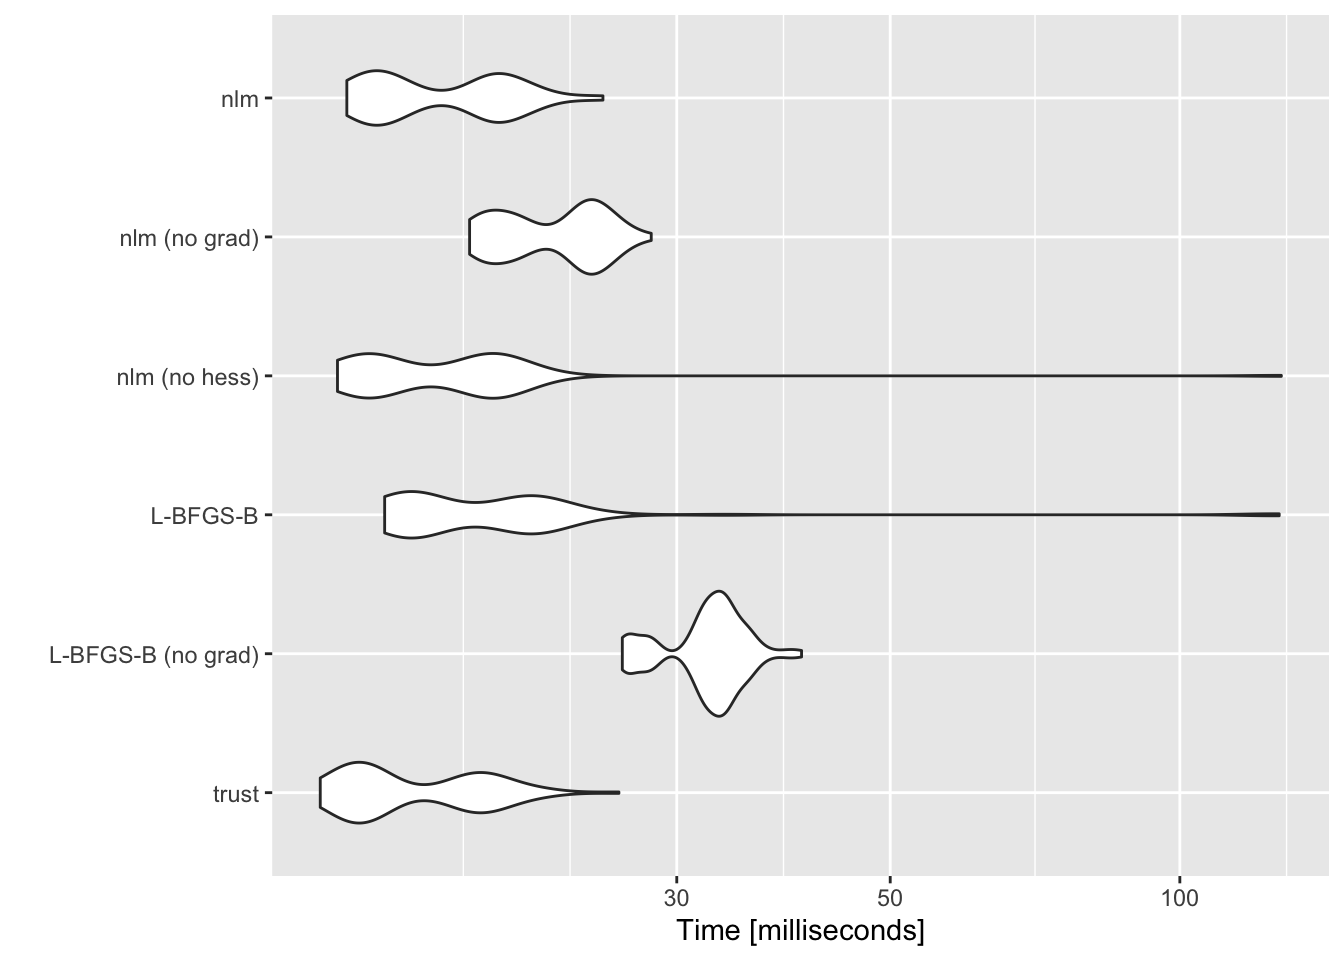 nlm
nlm (no grad)
nlm (no hess)
L-BFGS-B
L-BFGS-B (no grad)
trust
30 50 100
Time [milliseconds]